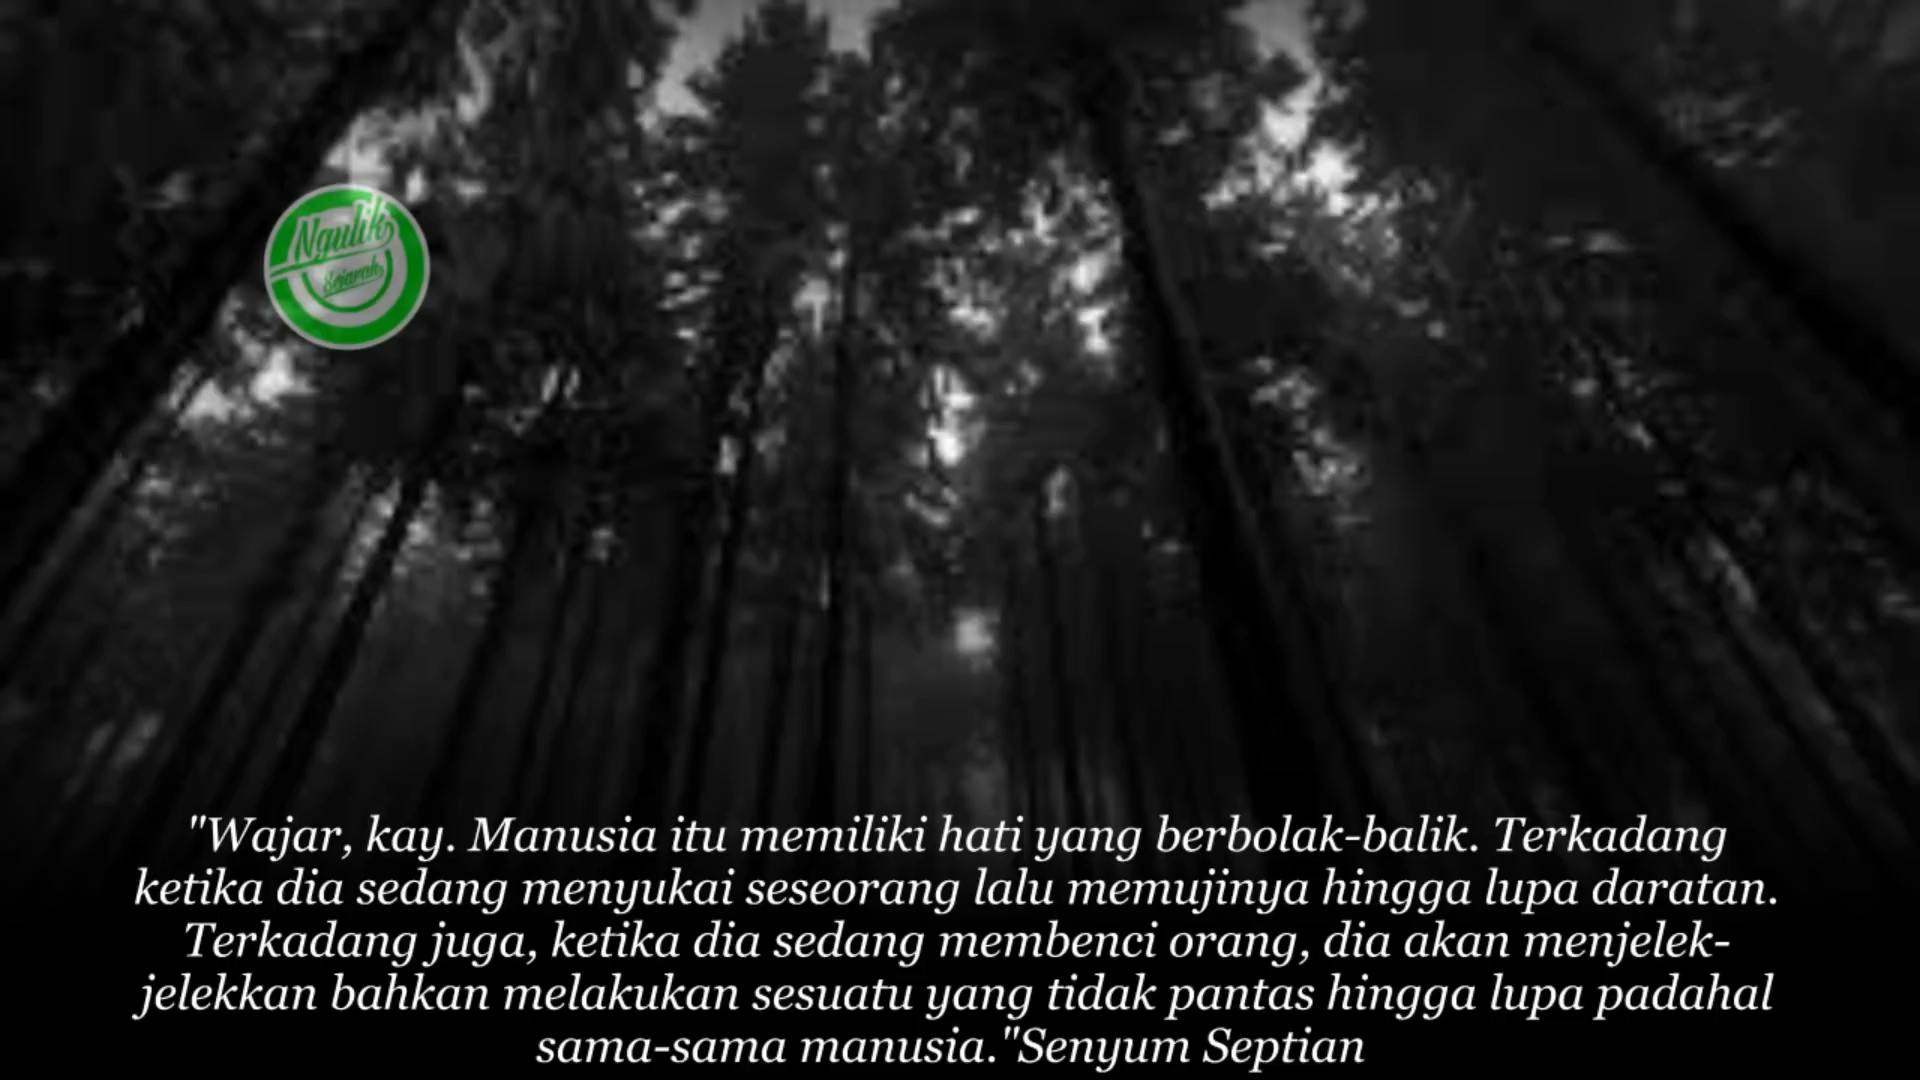 Ngulik
Sejarah
"Wajar, kay. Manusia itu memiliki hati yang berbolak-balik. Terkadang
ketika dia sedang menyukai seseorang lalu memujinya hingga lupa daratan.
Terkadang juga, ketika dia sedang membenci orang, dia akan menjelek-
jelekkan bahkan melakukan sesuatu yang tidak pantas hingga lupa padahal
sama-sama manusia."Senyum Septian